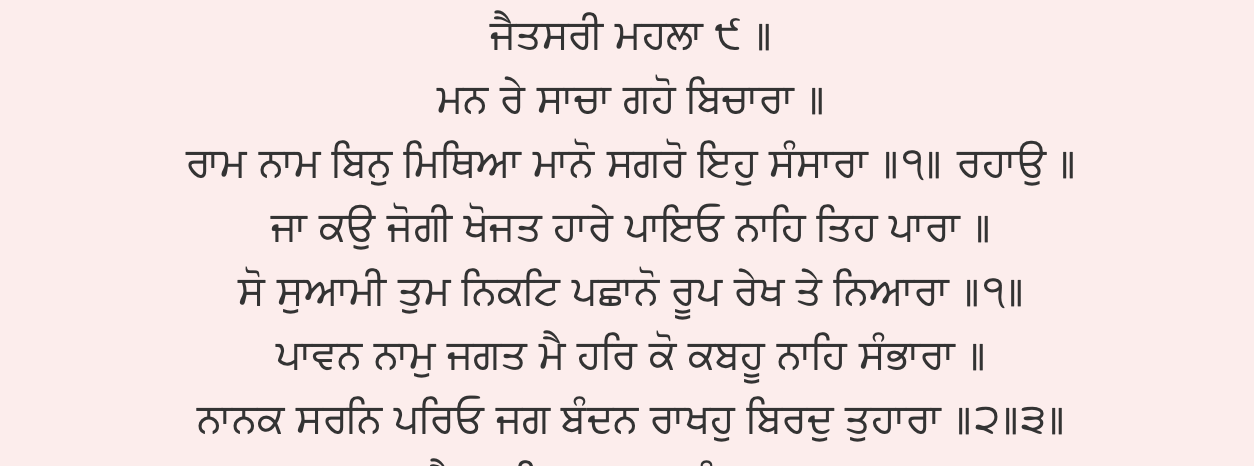 ਜੈਤਸਰੀ ਮਹਲਾ ੯ ॥
ਮਨ ਰੇ ਸਾਚਾ ਗਹੋ ਬਿਚਾਰਾ ॥
ਰਾਮ ਨਾਮ ਬਿਨੁ ਮਿਥਿਆ ਮਾਨੋ ਸਗਰੋ ਇਹੁ ਸੰਸਾਰਾ ॥੧॥ ਰਹਾਉ ॥
ਜਾ ਕਉ ਜੋਗੀ ਖੋਜਤ ਹਾਰੇ ਪਾਇਓ ਨਾਹਿ ਤਿਹ ਪਾਰਾ ॥
ਸੋ ਸੁਆਮੀ ਤੁਮ ਨਿਕਟਿ ਪਛਾਨੋ ਰੂਪ ਰੇਖ ਤੇ ਨਿਆਰਾ ॥੧॥
ਪਾਵਨ ਨਾਮੁ ਜਗਤ ਮੈ ਹਰਿ ਕੋ ਕਬਹੂ ਨਾਹਿ ਸੰਭਾਰਾ ॥
ਨਾਨਕ ਸਰਨਿ ਪਰਿਓ ਜਗ ਬੰਦਨ ਰਾਖਹੁ ਬਿਰਦੁ ਤੁਹਾਰਾ ॥੨॥੩॥